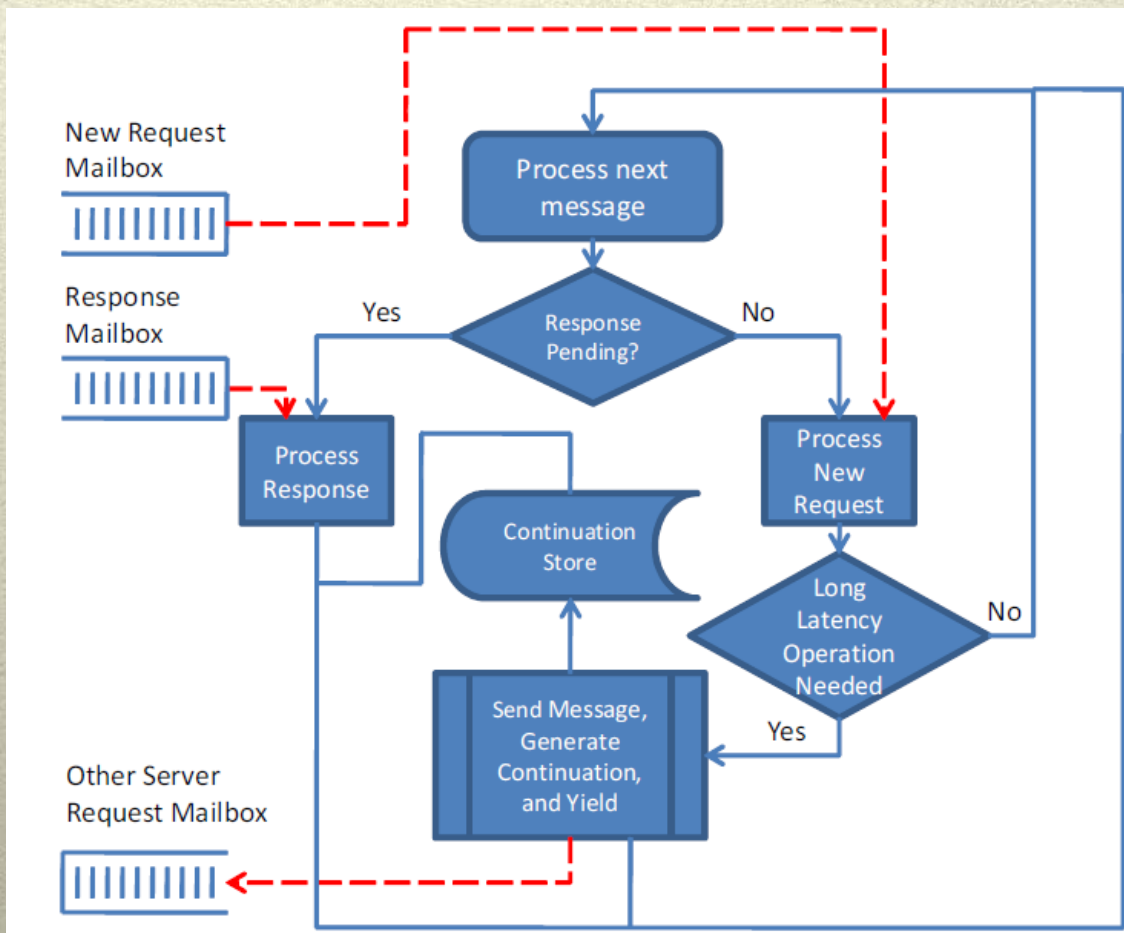 New Request
Mailbox
Process next
message
Response
Mailbox
Yes
Response
Pending?
No
Process
Response
Process
New
Request
Continuation
Store
Long
Latency
Operation
Needed
No
Send Message,
Generate
Continuation,
and Yield
Yes
Other Server
Request Mailbox